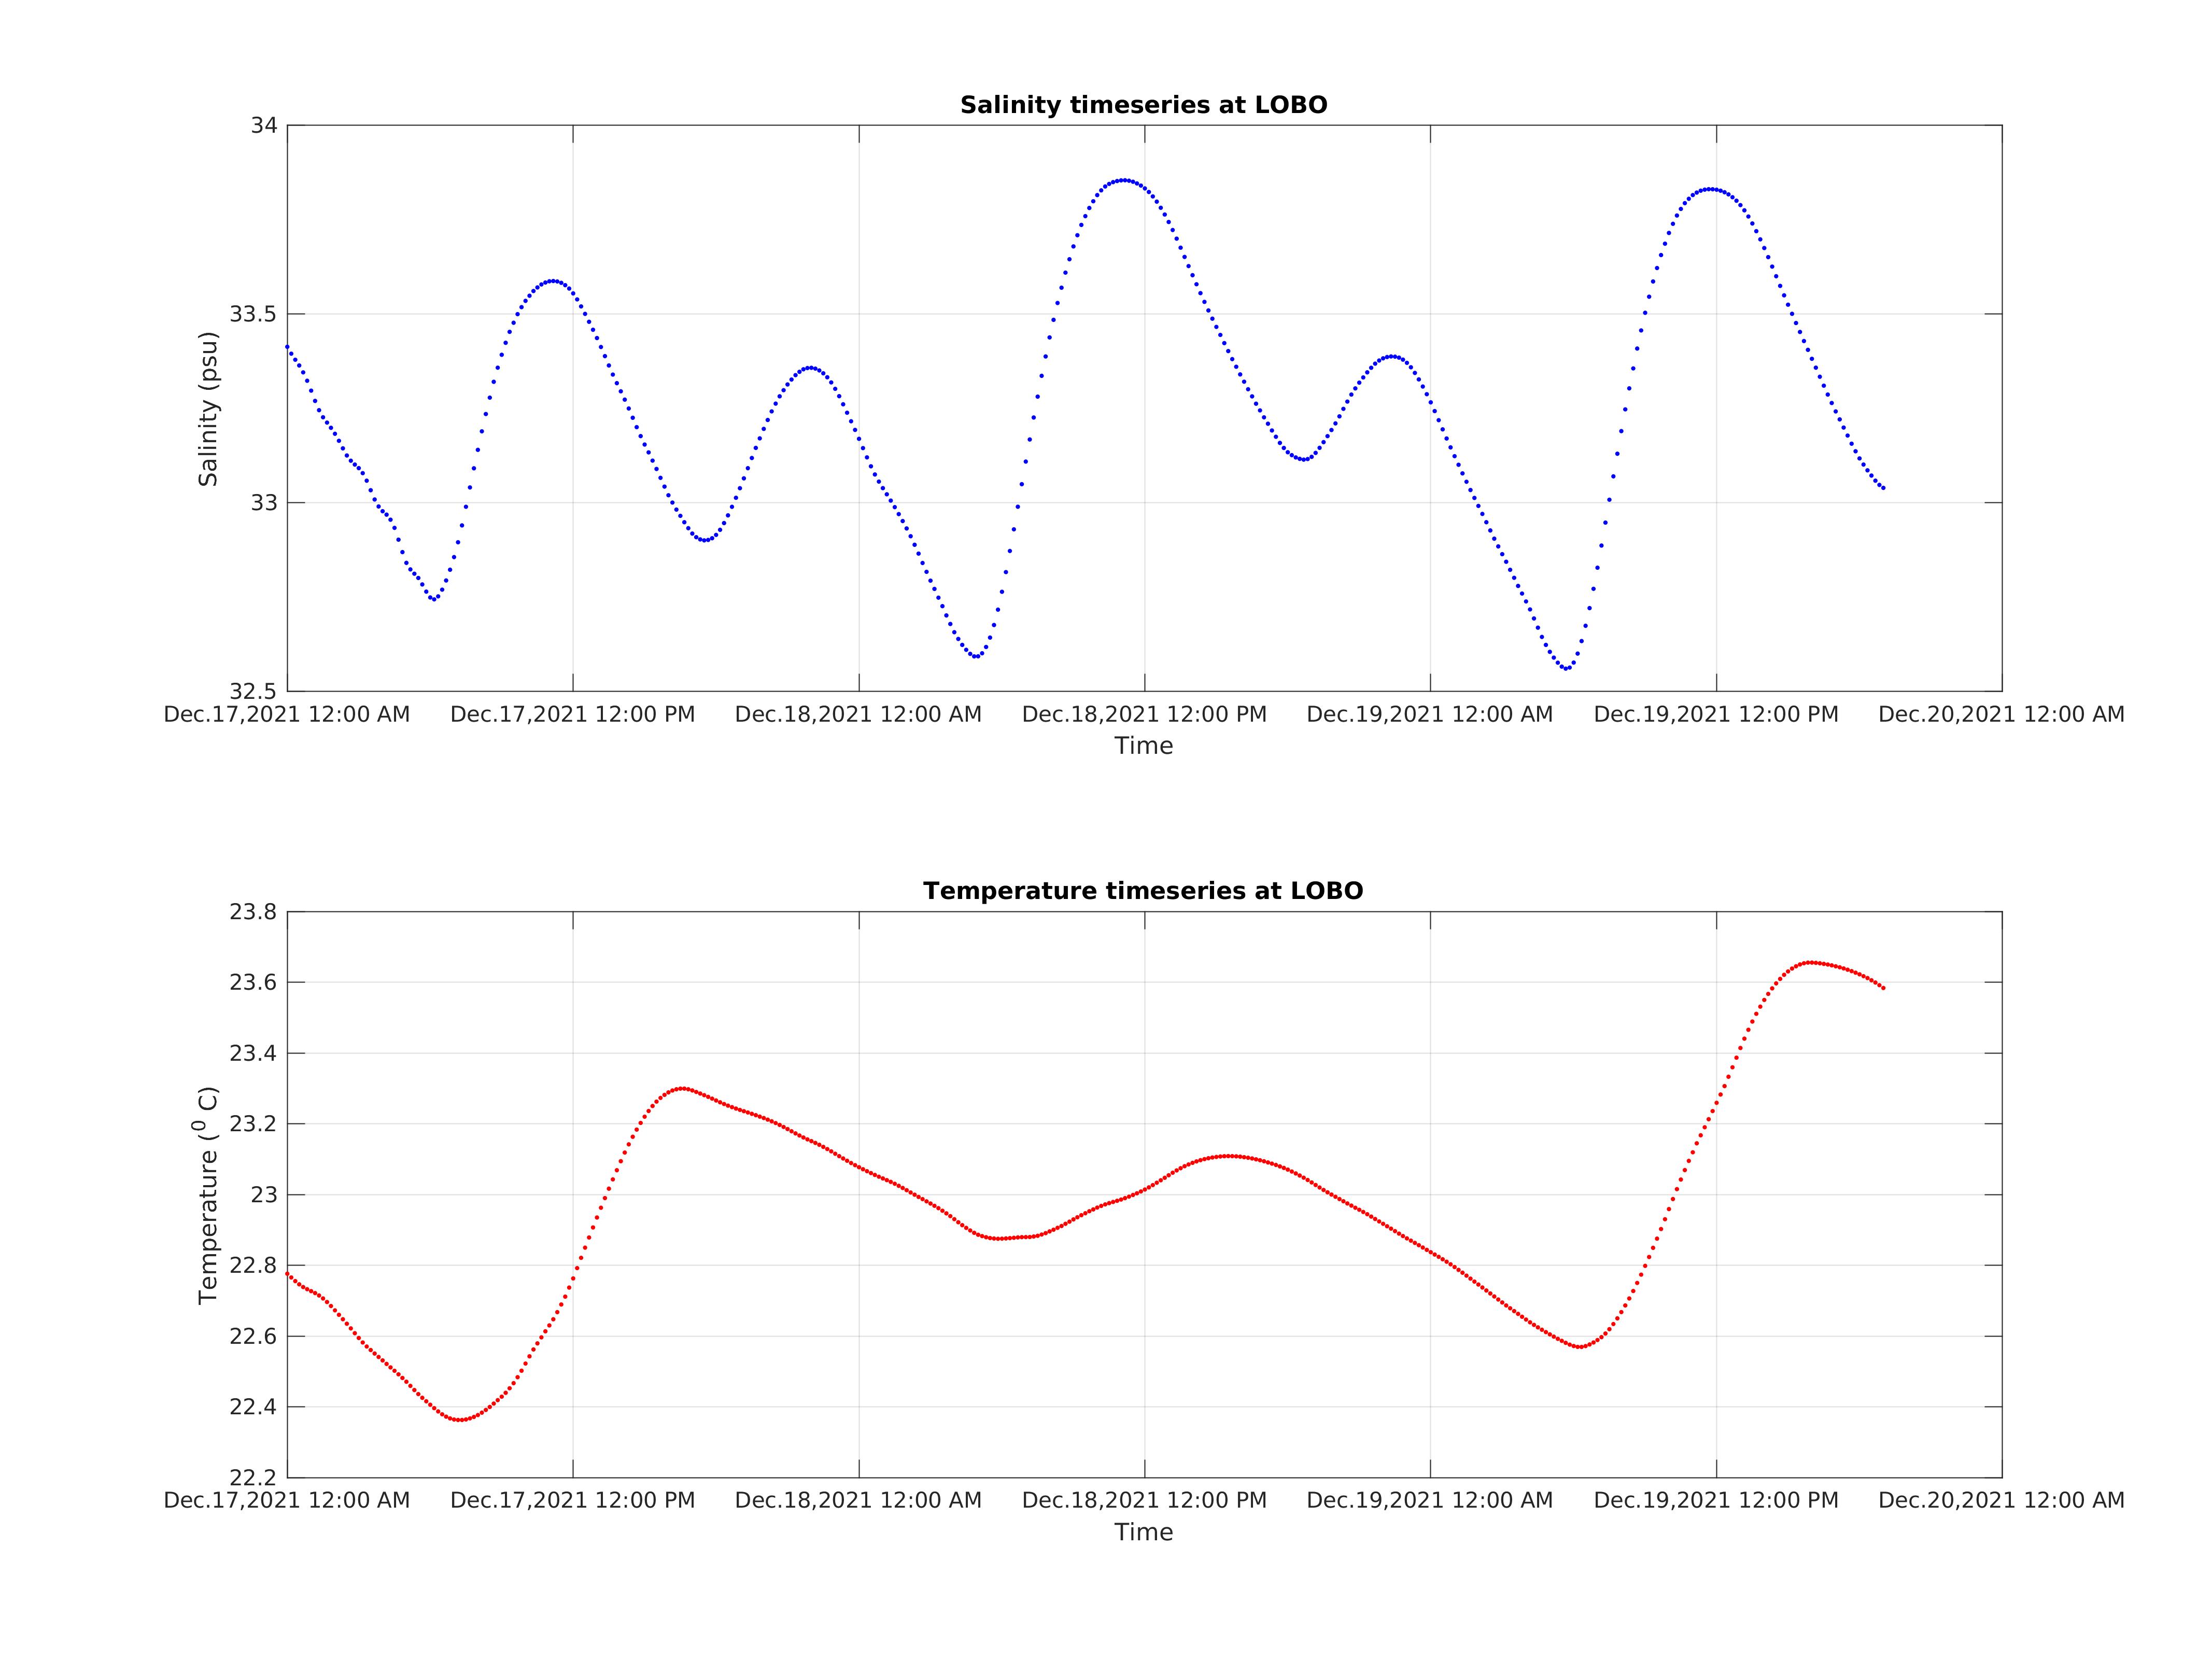 Salinity timeseries at LOBO
34
33.5
33
32.5
Salinity (psu)
Dec.17,2021 12:00 AM Dec.17,2021 12:00 PM Dec.18,2021 12:00 AM Dec.18,2021 12:00 PM Dec.19,2021 12:00 AM Dec.19,2021 12:00 PM Dec.20,2021 12:00 AM
Time
Temperature timeseries at LOBO
23.8
23.6
23.4
23.2
23
22.8
22.6
22.4
22.2
Temperature (⁰ C)
Dec.17,2021 12:00 AM Dec.17,2021 12:00 PM Dec.18,2021 12:00 AM Dec.18,2021 12:00 PM Dec.19,2021 12:00 AM Dec.19,2021 12:00 PM Dec.20,2021 12:00 AM
Time